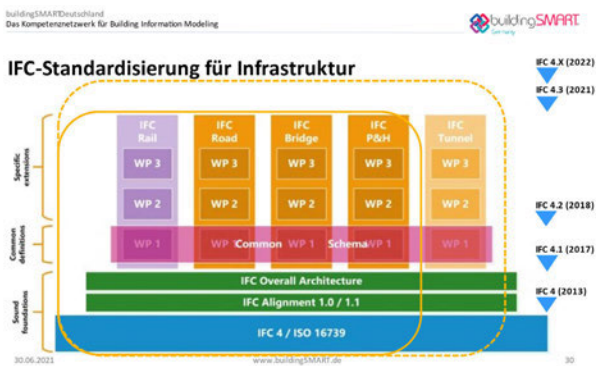 buildingSMART Deutschland
Das Kompetenznetzwerk für Building Information Modeling
buildingSMART
Germany
IFC-Standardisierung für Infrastruktur
IFC 4.X (2022)
IFC 4.3 (2021)
IFC 4.2 (2018)
IFC 4.1 (2017)
IFC 4 (2013)
Specific extensions
Common definitions
Sound foundations
IFC Rail
IFC Road
IFC Bridge
IFC P&H
IFC Tunnel
WP 3 WP 3 WP 3 WP 3 WP 3
WP 2 WP 2 WP 2 WP 2 WP 2
WP 1 WP 1 WP 1 WP 1 WP 1
Common Schema
IFC Overall Architecture
IFC Alignment 1.0 / 1.1
IFC 4 / ISO 16739
30.06.2021 www.buildingSMART.de 30